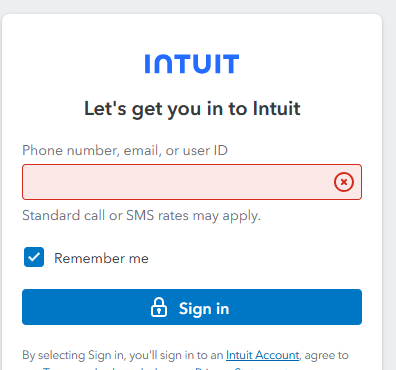 INTUIT
Let's get you in to Intuit
Phone number, email, or user ID
Standard call or SMS rates may apply.
Remember me
Sign in
By selecting Sign in, you'll sign in to an Intuit Account, agree to